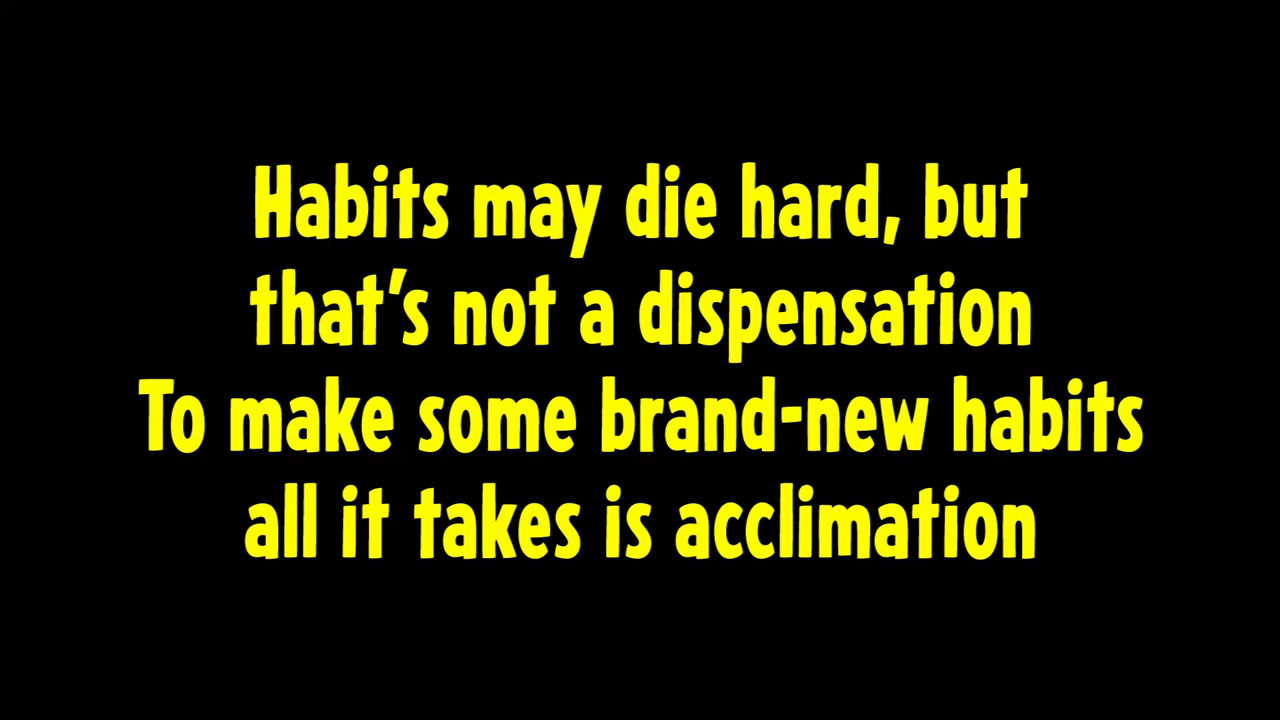 Habits may die hard, but
that's not a dispensation
To make some brand-new habits
all it takes is acclimation